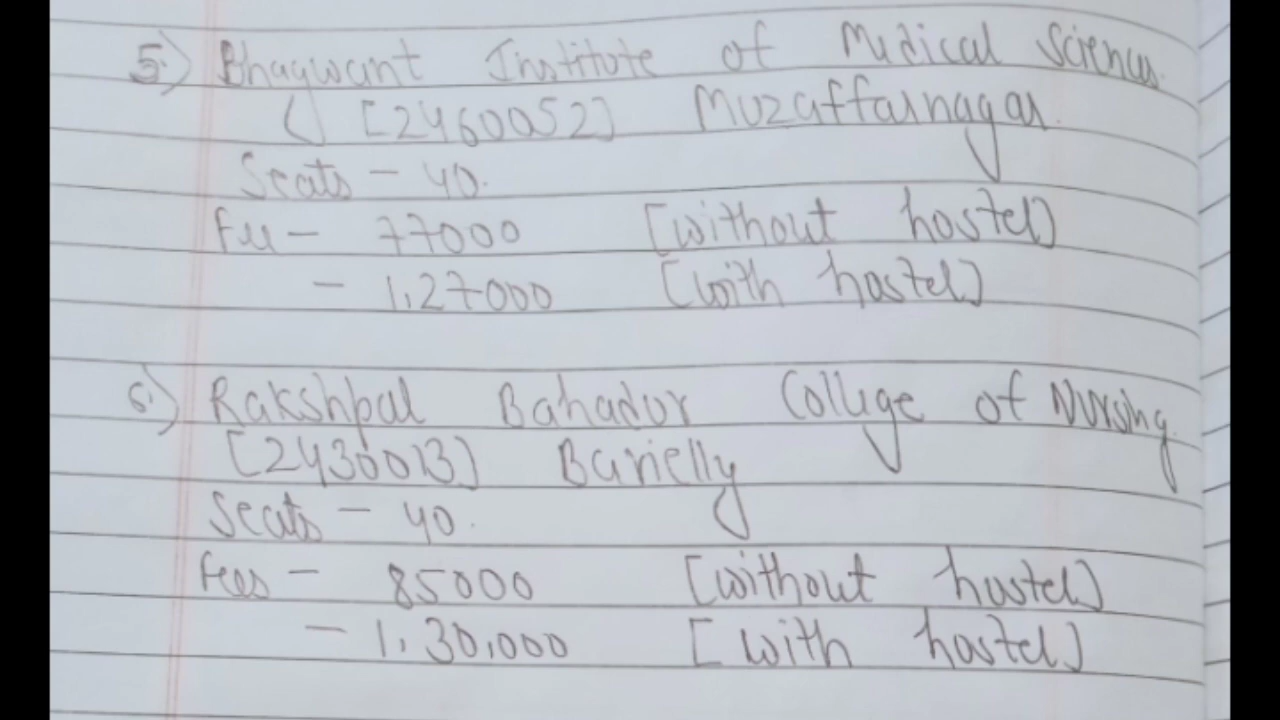 5.) Bhagwant Institute of Medical Sciences.
[2460052] Muzaffarnagar.
Seats - 40.
Fee - 77000 [without hostel]
- 1,27000 [with hostel]
6.) Rakshpal Bahadur College of Nursing.
[2430013] Barielly
Seats - 40.
Fees - 85000 [without hostel]
- 1,30,000 [with hostel]